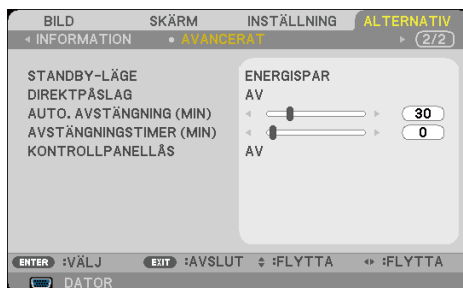 BILD SKÄRM INSTÄLLNING ALTERNATIV
INFORMATION • AVANCERAT (2/2)
STANDBY-LÄGE ENERGISPAR
DIREKTPÅSLAG AV
AUTO. AVSTÄNGNING (MIN) 30
AVSTÄNGNINGSTIMER (MIN) 0
KONTROLLPANELLÅS AV
ENTER :VÄLJ EXIT :AVSLUT :FLYTTA :FLYTTA
DATOR